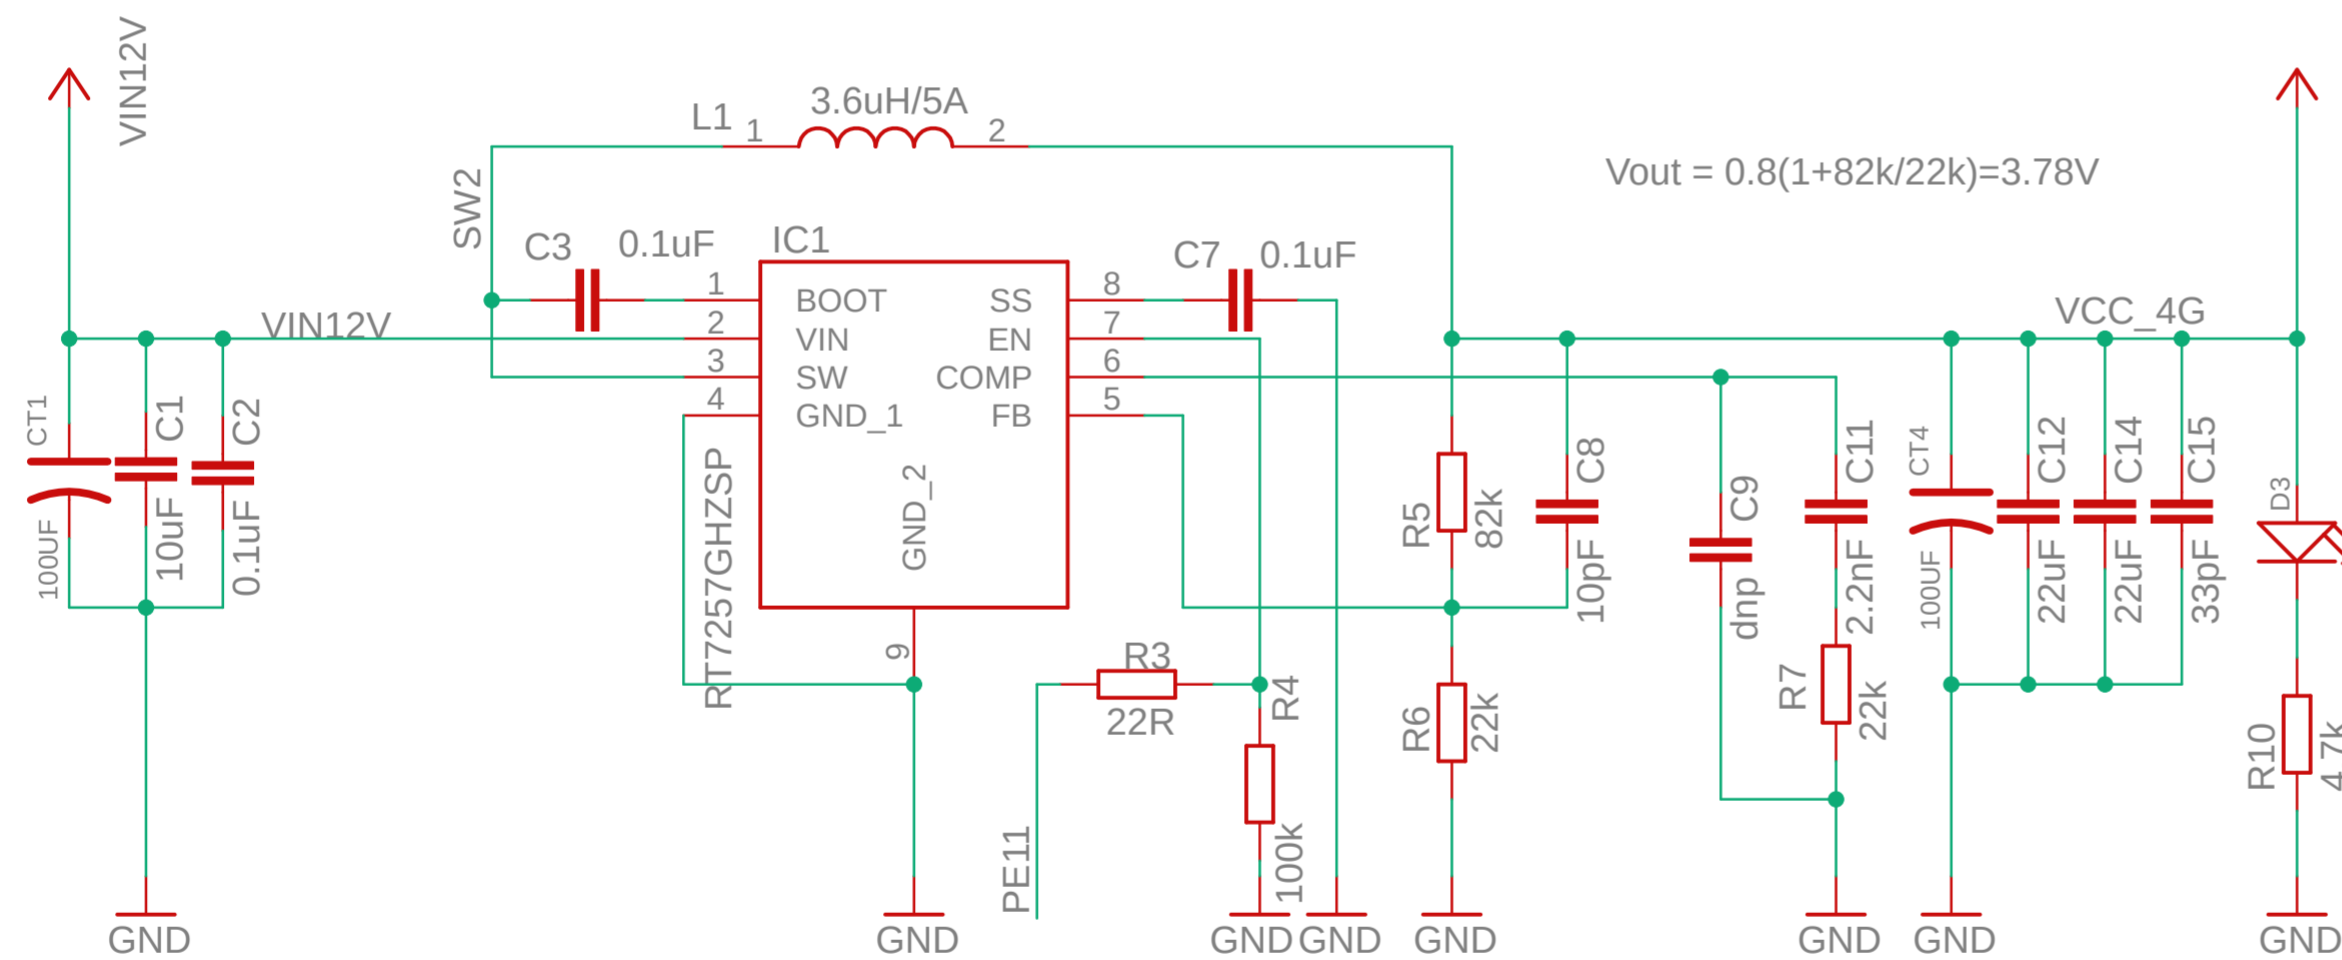 VIN12V
L1
1
3.6uH/5A
2
SW2
Vout = 0.8(1+82k/22k)=3.78V
C3
0.1uF
IC1
C7
0.1uF
VIN12V
1
BOOT
SS
8
2
VIN
EN
7
3
SW
COMP
6
4
GND_1
FB
5
GND_2
9
RT7257GHZSP
VCC_4G
CT1
100UF
C1
10uF
C2
0.1uF
R5
82k
C8
10pF
C9
dnp
C11
2.2nF
CT4
100UF
C12
22uF
C14
22uF
C15
33pF
D3
R3
22R
R4
100k
R6
22k
R7
22k
R10
4.7k
PE11
GND
GND
GND
GND
GND
GND
GND
GND